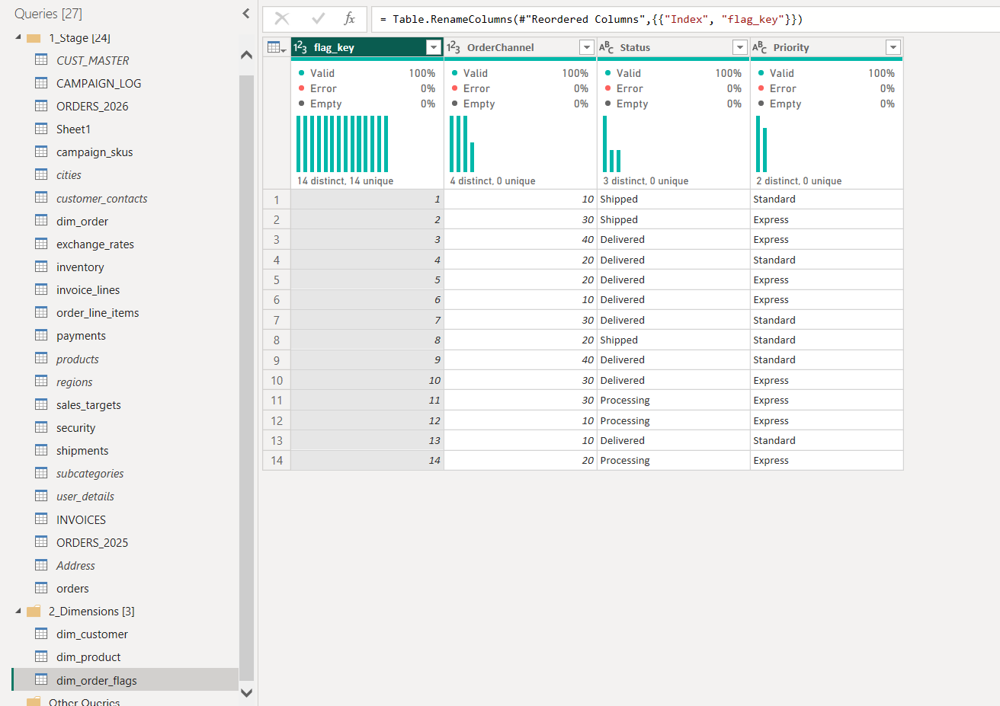 Queries [27]
1_Stage [24]
CUST_MASTER
CAMPAIGN_LOG
ORDERS_2026
Sheet1
campaign_skus
cities
customer_contacts
dim_order
exchange_rates
inventory
invoice_lines
order_line_items
payments
products
regions
sales_targets
security
shipments
subcategories
user_details
INVOICES
ORDERS_2025
Address
orders
2_Dimensions [3]
dim_customer
dim_product
dim_order_flags
Other Queries
fx = Table.RenameColumns(#"Reordered Columns",{{"Index", "flag_key"}})
123 flag_key 123 OrderChannel ABC Status ABC Priority
Valid 100% Valid 100% Valid 100% Valid 100%
Error 0% Error 0% Error 0% Error 0%
Empty 0% Empty 0% Empty 0% Empty 0%
14 distinct, 14 unique 4 distinct, 0 unique 3 distinct, 0 unique 2 distinct, 0 unique
1 1 10 Shipped Standard
2 2 30 Shipped Express
3 3 40 Delivered Express
4 4 20 Delivered Standard
5 5 20 Delivered Express
6 6 10 Delivered Express
7 7 30 Delivered Standard
8 8 20 Shipped Standard
9 9 40 Delivered Standard
10 10 30 Delivered Express
11 11 30 Processing Express
12 12 10 Processing Express
13 13 10 Delivered Standard
14 14 20 Processing Express